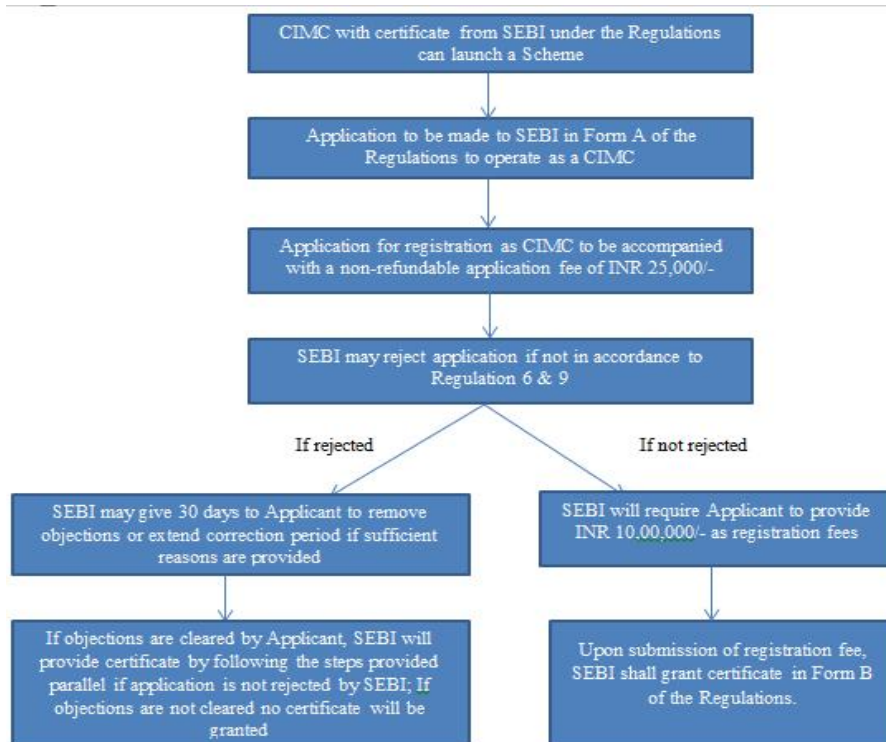 CIMC with certificate from SEBI under the Regulations
can launch a Scheme
Application to be made to SEBI in Form A of the
Regulations to operate as a CIMC
Application for registration as CIMC to be accompanied
with a non-refundable application fee of INR 25,000/-
SEBI may reject application if not in accordance to
Regulation 6 & 9
If rejected
If not rejected
SEBI may give 30 days to Applicant to remove
objections or extend correction period if sufficient
reasons are provided
SEBI will require Applicant to provide
INR 10,00,000/- as registration fees
If objections are cleared by Applicant, SEBI will
provide certificate by following the steps provided
parallel if application is not rejected by SEBI; If
objections are not cleared no certificate will be
granted
Upon submission of registration fee,
SEBI shall grant certificate in Form B
of the Regulations.